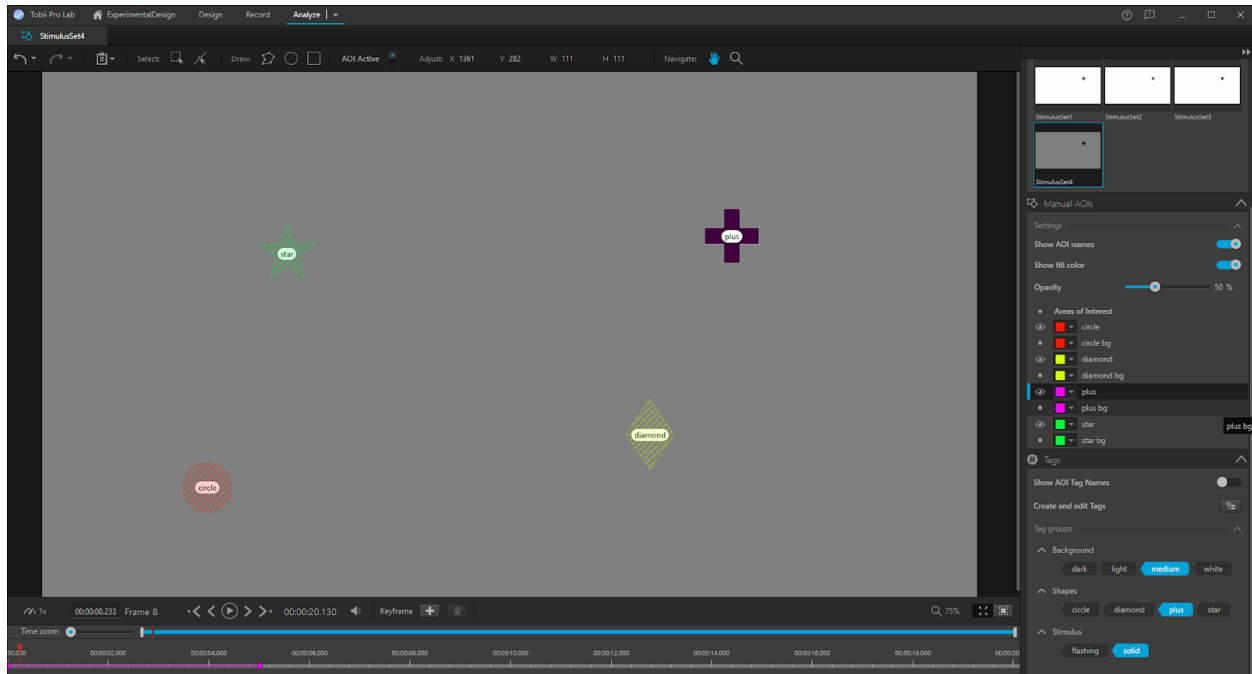 Tobii Pro Lab ExperimentalDesign Design Record Analyze
StimulusSet4
Select: Draw: AOI Active Adjust: X 1361 Y 282 W 111 H 111 Navigate:
StimulusSet1 StimulusSet2 StimulusSet3
StimulusSet4
Manual AOIs
Settings
Show AOI names
Show fill color
Opacity 50 %
Areas of Interest
circle
circle bg
diamond
diamond bg
plus
plus bg
star
plus bg
star bg
Tags
Show AOI Tag Names
Create and edit Tags
Tag groups
Background
dark light medium white
Shapes
circle diamond plus star
Stimulus
flashing solid
plus
star
diamond
circle
1x 00:00:00.233 Frame 8 00:00:20.130 Keyframe 75%
Time zoom
00:00:02.000 00:00:04.000 00:00:06.000 00:00:08.000 00:00:10.000 00:00:12.000 00:00:14.000 00:00:16.000 00:00:18.000